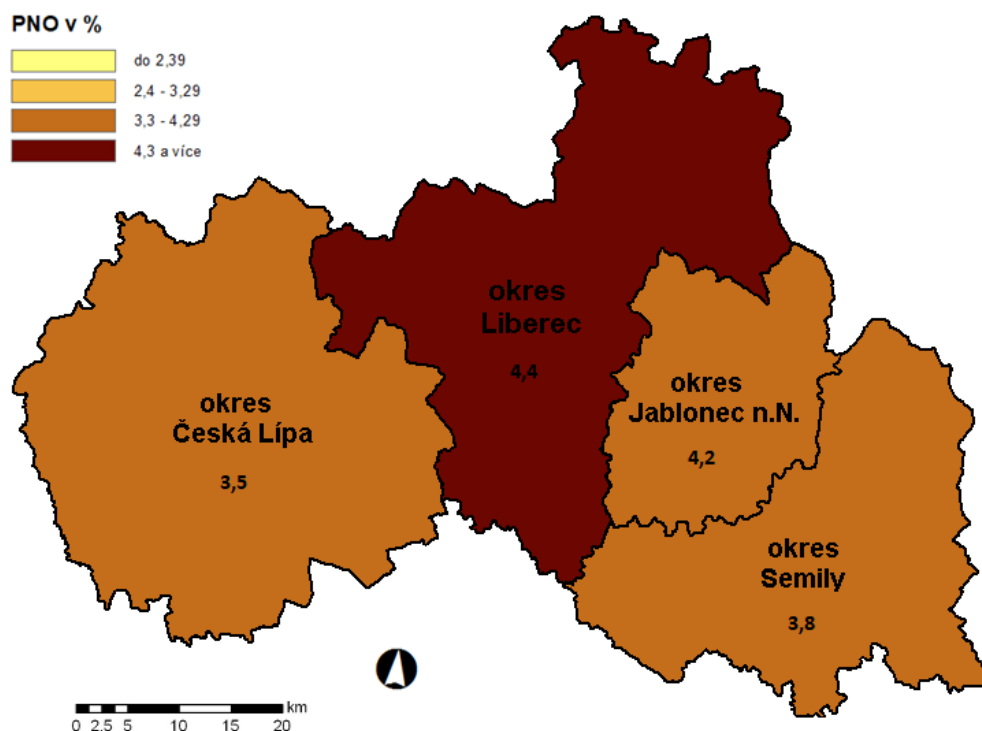 PNO v %
do 2,39
2,4 - 3,29
3,3 - 4,29
4,3 a více
okres
Liberec
4,4
okres
Jablonec n.N.
4,2
okres
Česká Lípa
3,5
okres
Semily
3,8
km
0 2,5 5 10 15 20